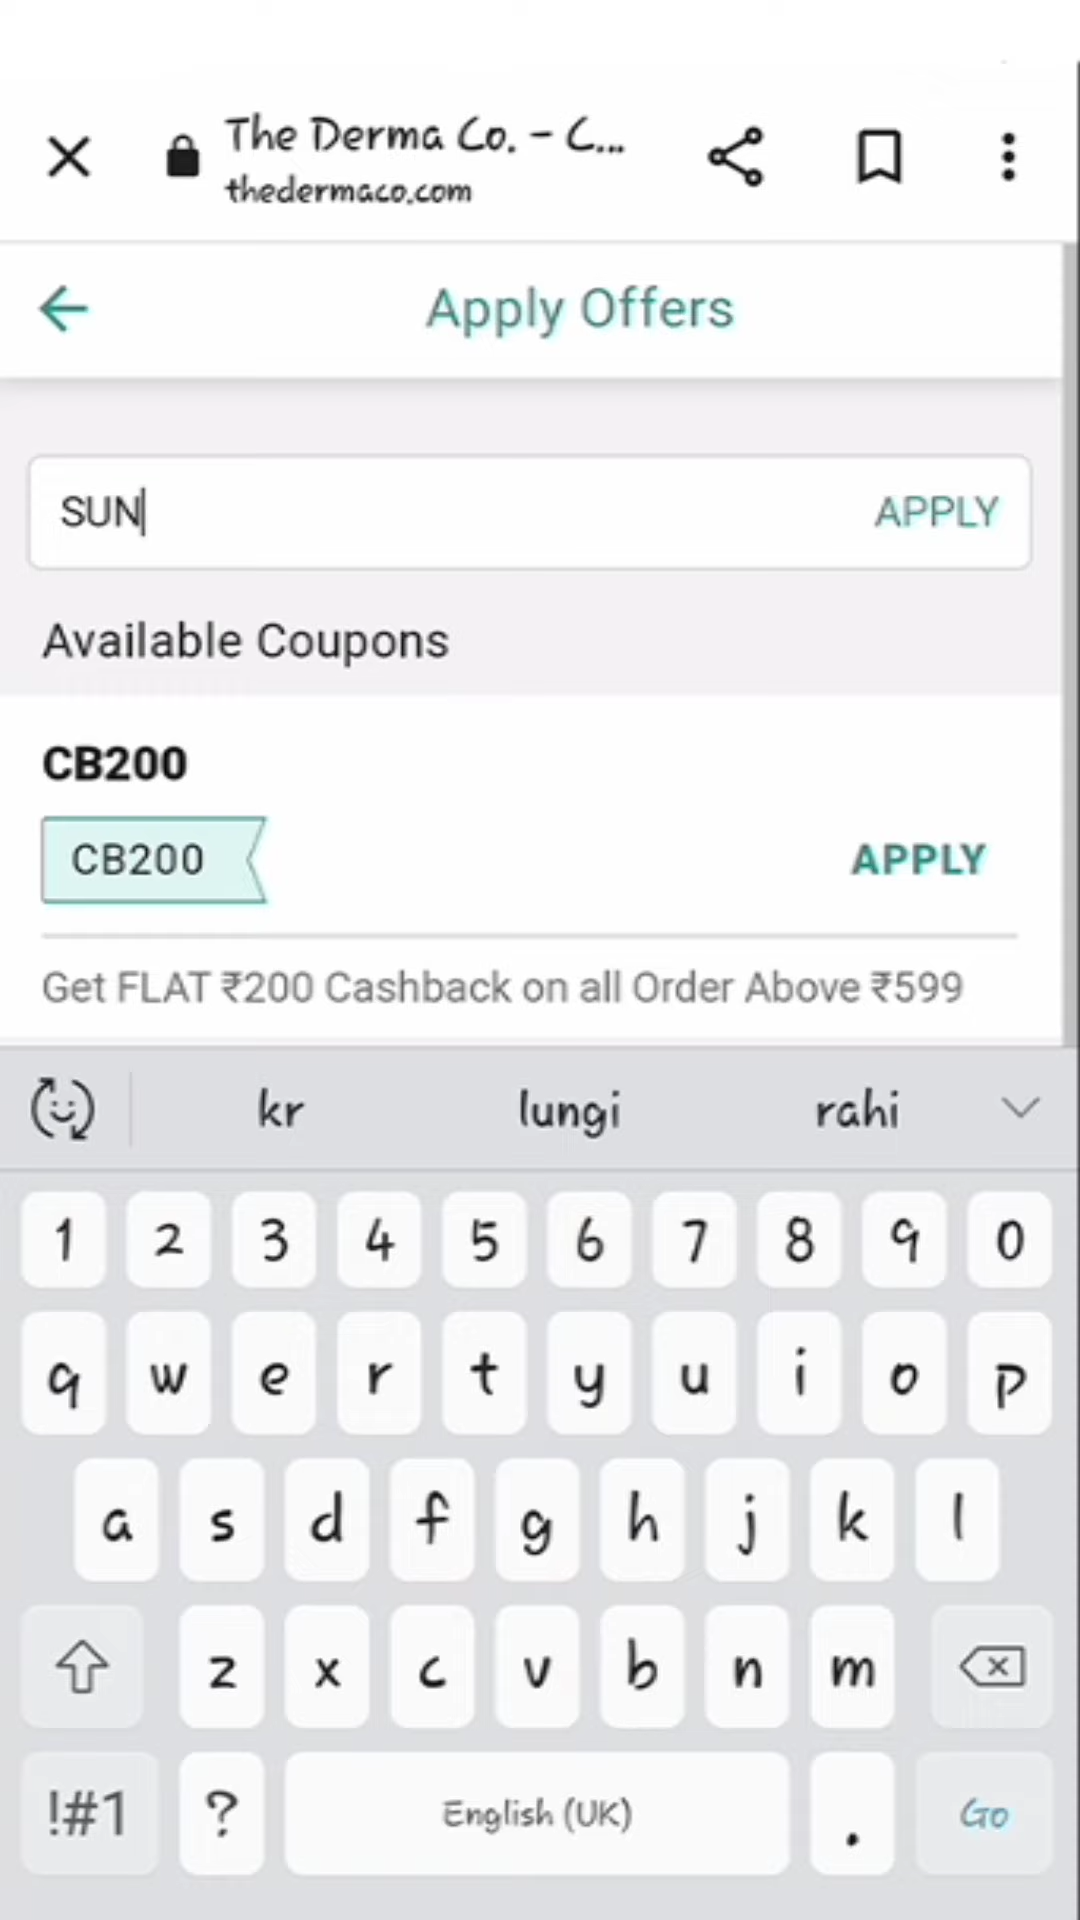 The Derma Co. - C...
thedermaco.com
Apply Offers
SUN APPLY
Available Coupons
CB200
CB200 APPLY
Get FLAT ₹200 Cashback on all Order Above ₹599
kr lungi rahi
1 2 3 4 5 6 7 8 9 0
q w e r t y u i o p
a s d f g h j k l
z x c v b n m
!#1 ? English (UK) . Go